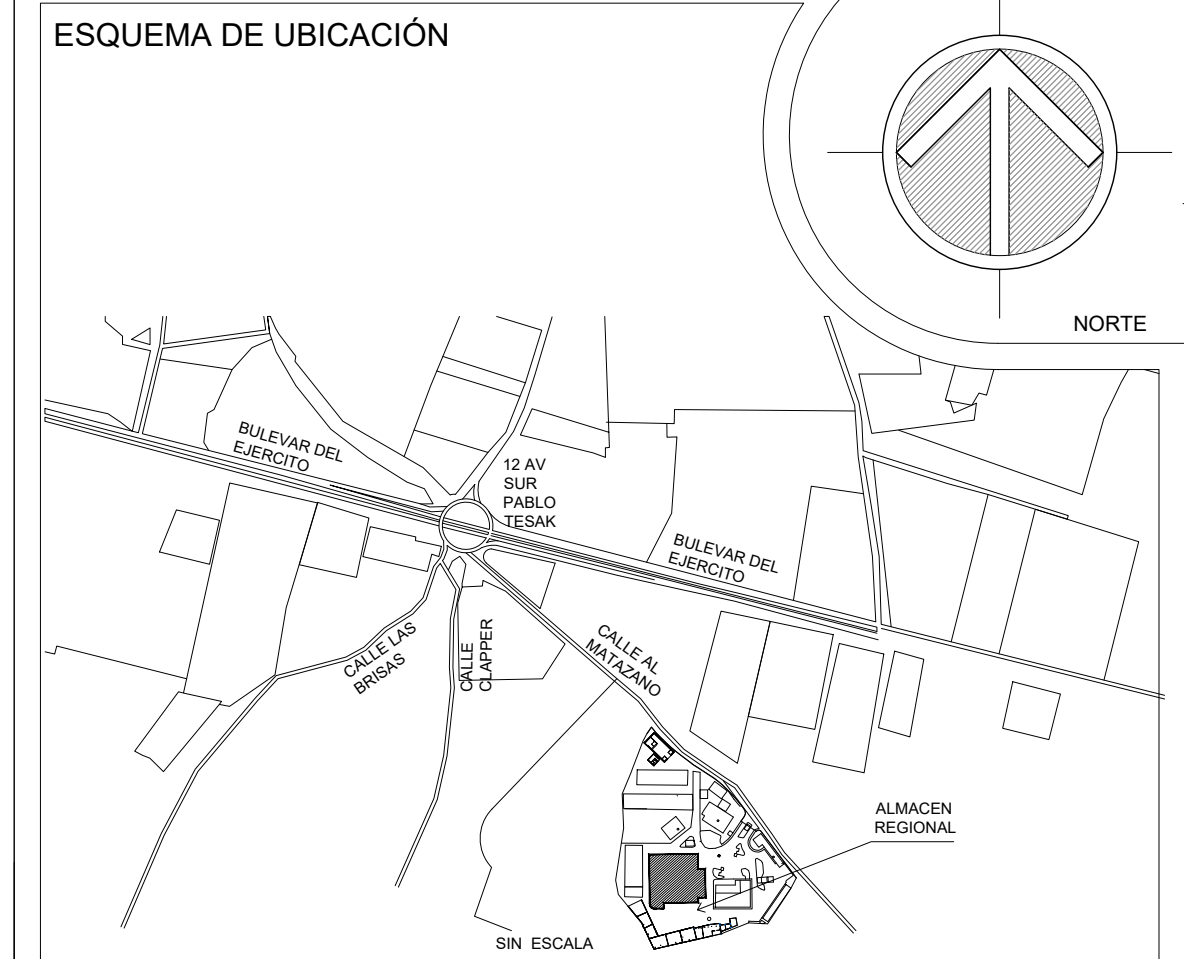 ESQUEMA DE UBICACIÓN
NORTE
BULEVAR DEL
EJERCITO
12 AV
SUR
PABLO
TESAK
BULEVAR DEL
EJERCITO
CALLE LAS
BRISAS
CALLE
CLAPPER
CALLE AL
MATAZANO
ALMACEN
REGIONAL
SIN ESCALA